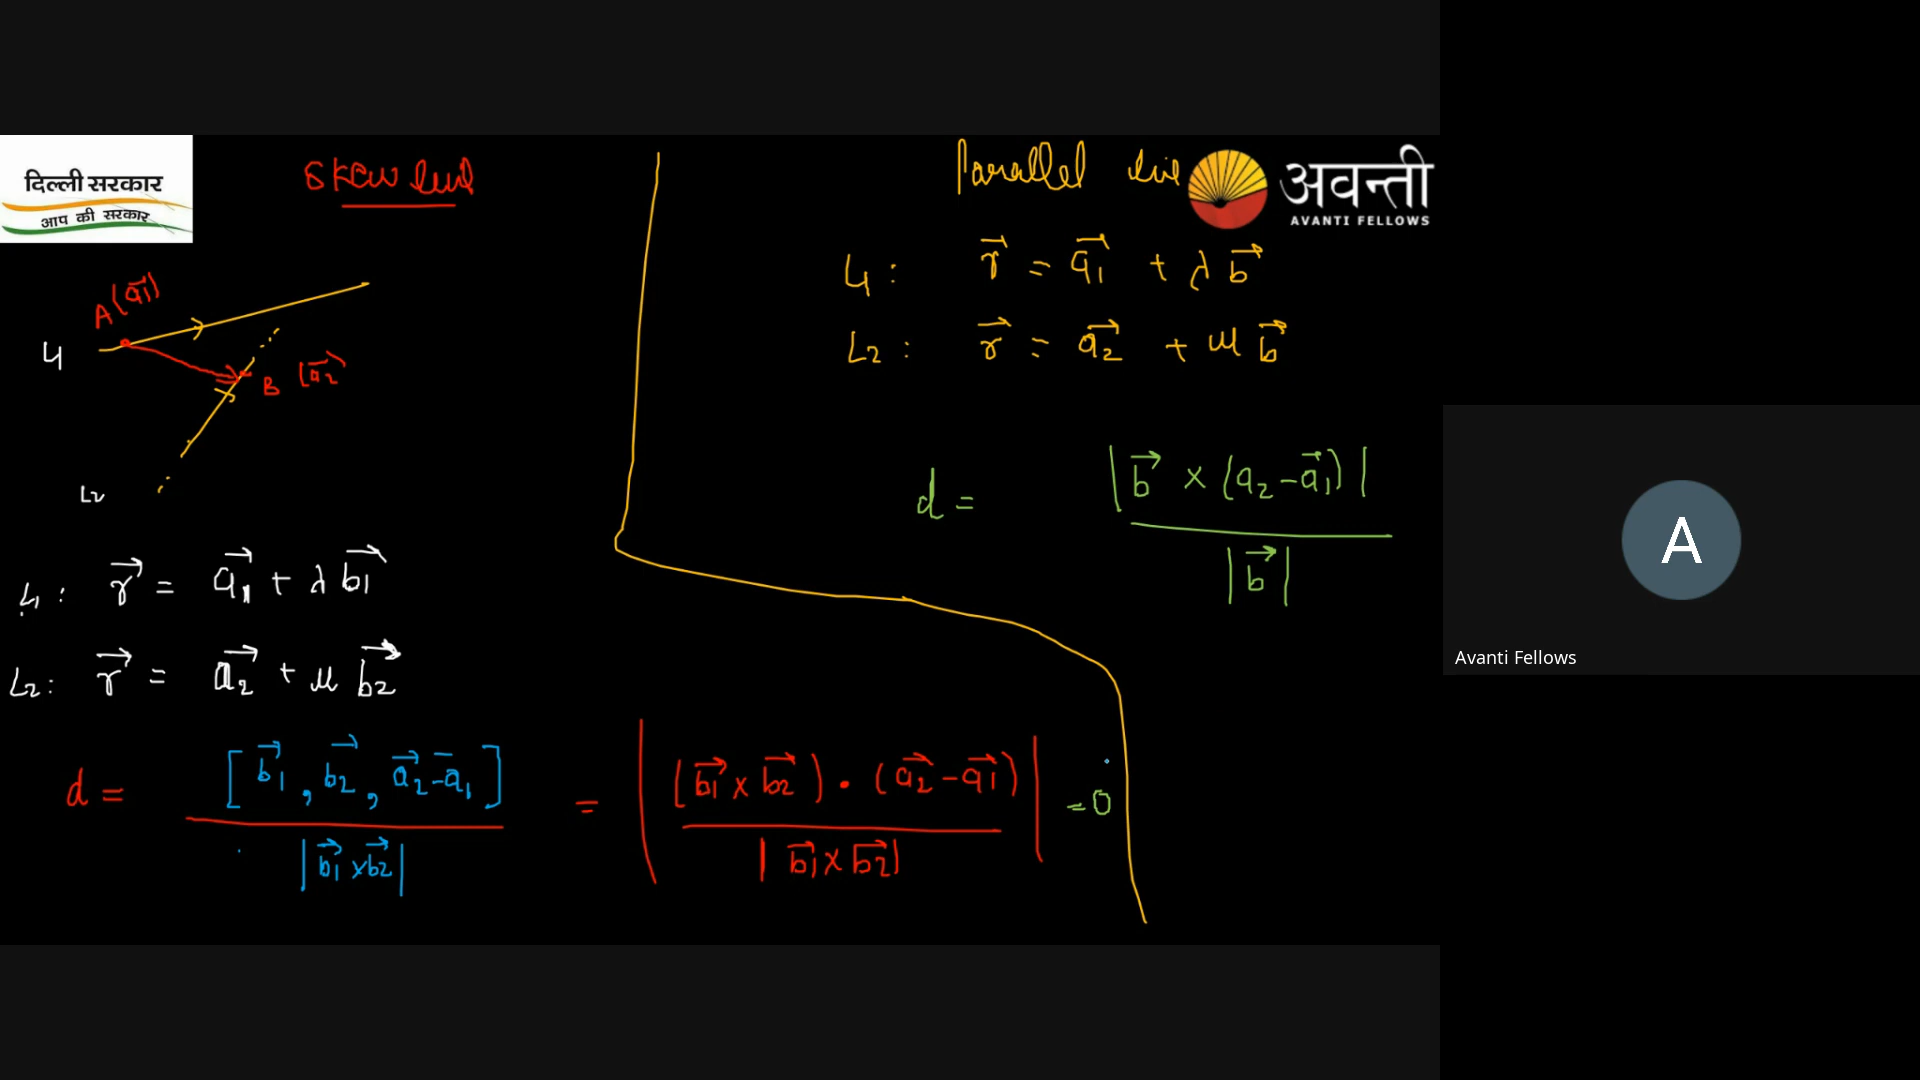 दिल्ली सरकार
आप की सरकार
Skew line
A(a⃗1)
L1
B (a⃗2)
L2
L1: r⃗ = a⃗1 + λ b⃗1
L2: r⃗ = a⃗2 + μ b⃗2
d = [b⃗1, b⃗2, a⃗2-a⃗1] / |b⃗1 × b⃗2| = | (b⃗1 × b⃗2) • (a⃗2 - a⃗1) / |b⃗1 × b⃗2| | = 0
Parallel line
अवन्ती
AVANTI FELLOWS
L1: r⃗ = a⃗1 + λ b⃗
L2: r⃗ = a⃗2 + μ b⃗
d = |b⃗ × (a2 - a⃗1)| / |b⃗|
A
Avanti Fellows